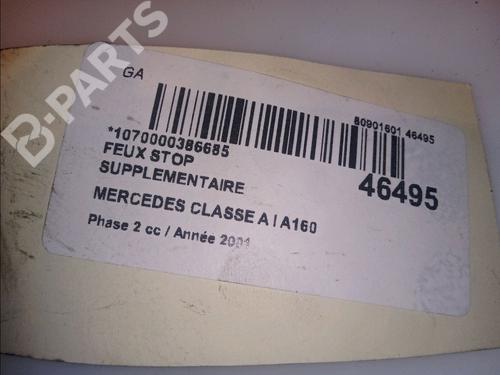 B-PARTS
GA
80901601 46495
*1070000386685
46495
FEUX STOP
SUPPLEMENTAIRE
MERCEDES CLASSE A I A160
Phase 2 cc / Année 2001